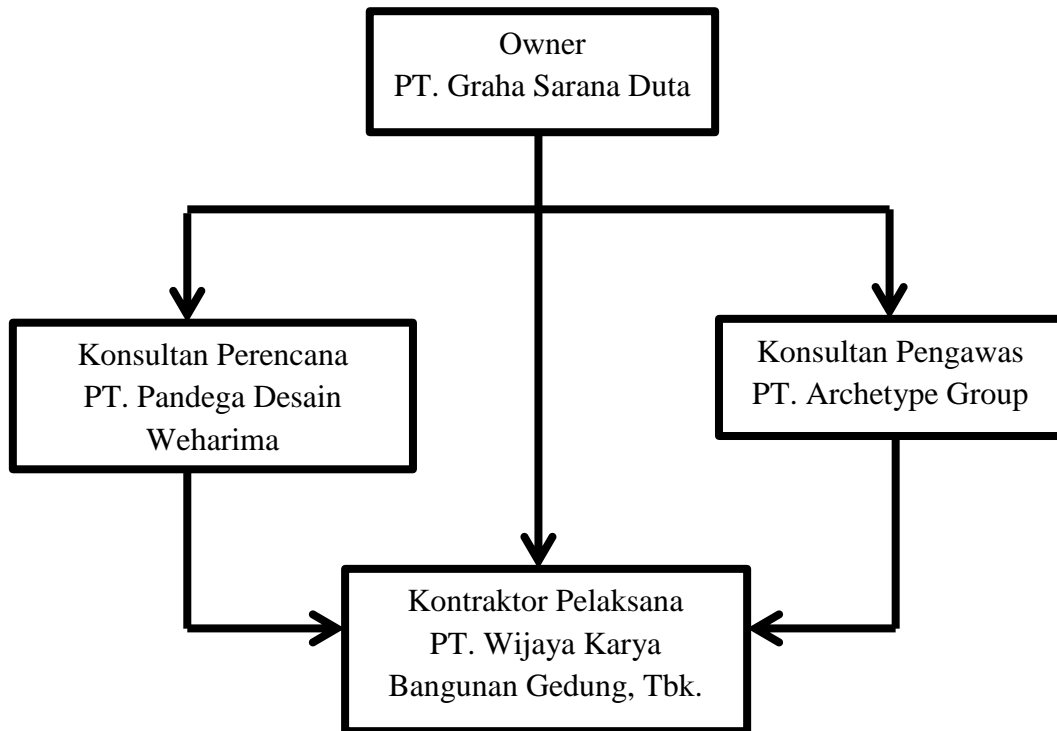 Owner
PT. Graha Sarana Duta
Konsultan Perencana
PT. Pandega Desain
Weharima
Konsultan Pengawas
PT. Archetype Group
Kontraktor Pelaksana
PT. Wijaya Karya
Bangunan Gedung, Tbk.